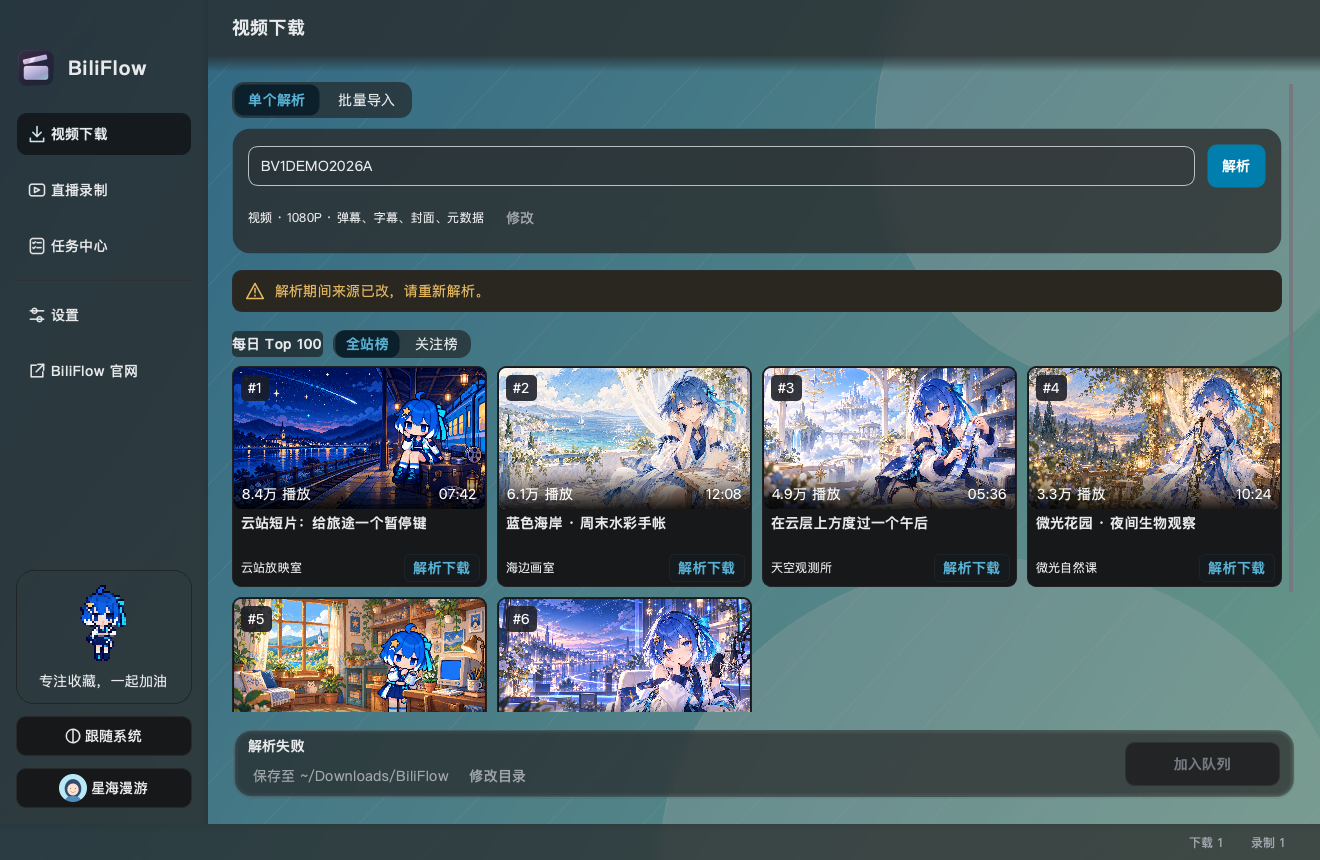 视频下载
BiliFlow
视频下载
直播录制
任务中心
设置
BiliFlow 官网
专注收藏，一起加油
跟随系统
星海漫游
单个解析 批量导入
BV1DEMO2026A 解析
视频 · 1080P · 弹幕、字幕、封面、元数据 修改
解析期间来源已改，请重新解析。
每日 Top 100 全站榜 关注榜
#1
8.4万 播放 07:42
云站短片：给旅途一个暂停键
云站放映室 解析下载
#2
6.1万 播放 12:08
蓝色海岸 · 周末水彩手帐
海边画室 解析下载
#3
4.9万 播放 05:36
在云层上方度过一个午后
天空观测所 解析下载
#4
3.3万 播放 10:24
微光花园 · 夜间生物观察
微光自然课 解析下载
#5
#6
解析失败
保存至 ~/Downloads/BiliFlow 修改目录
加入队列
下载 1 录制 1